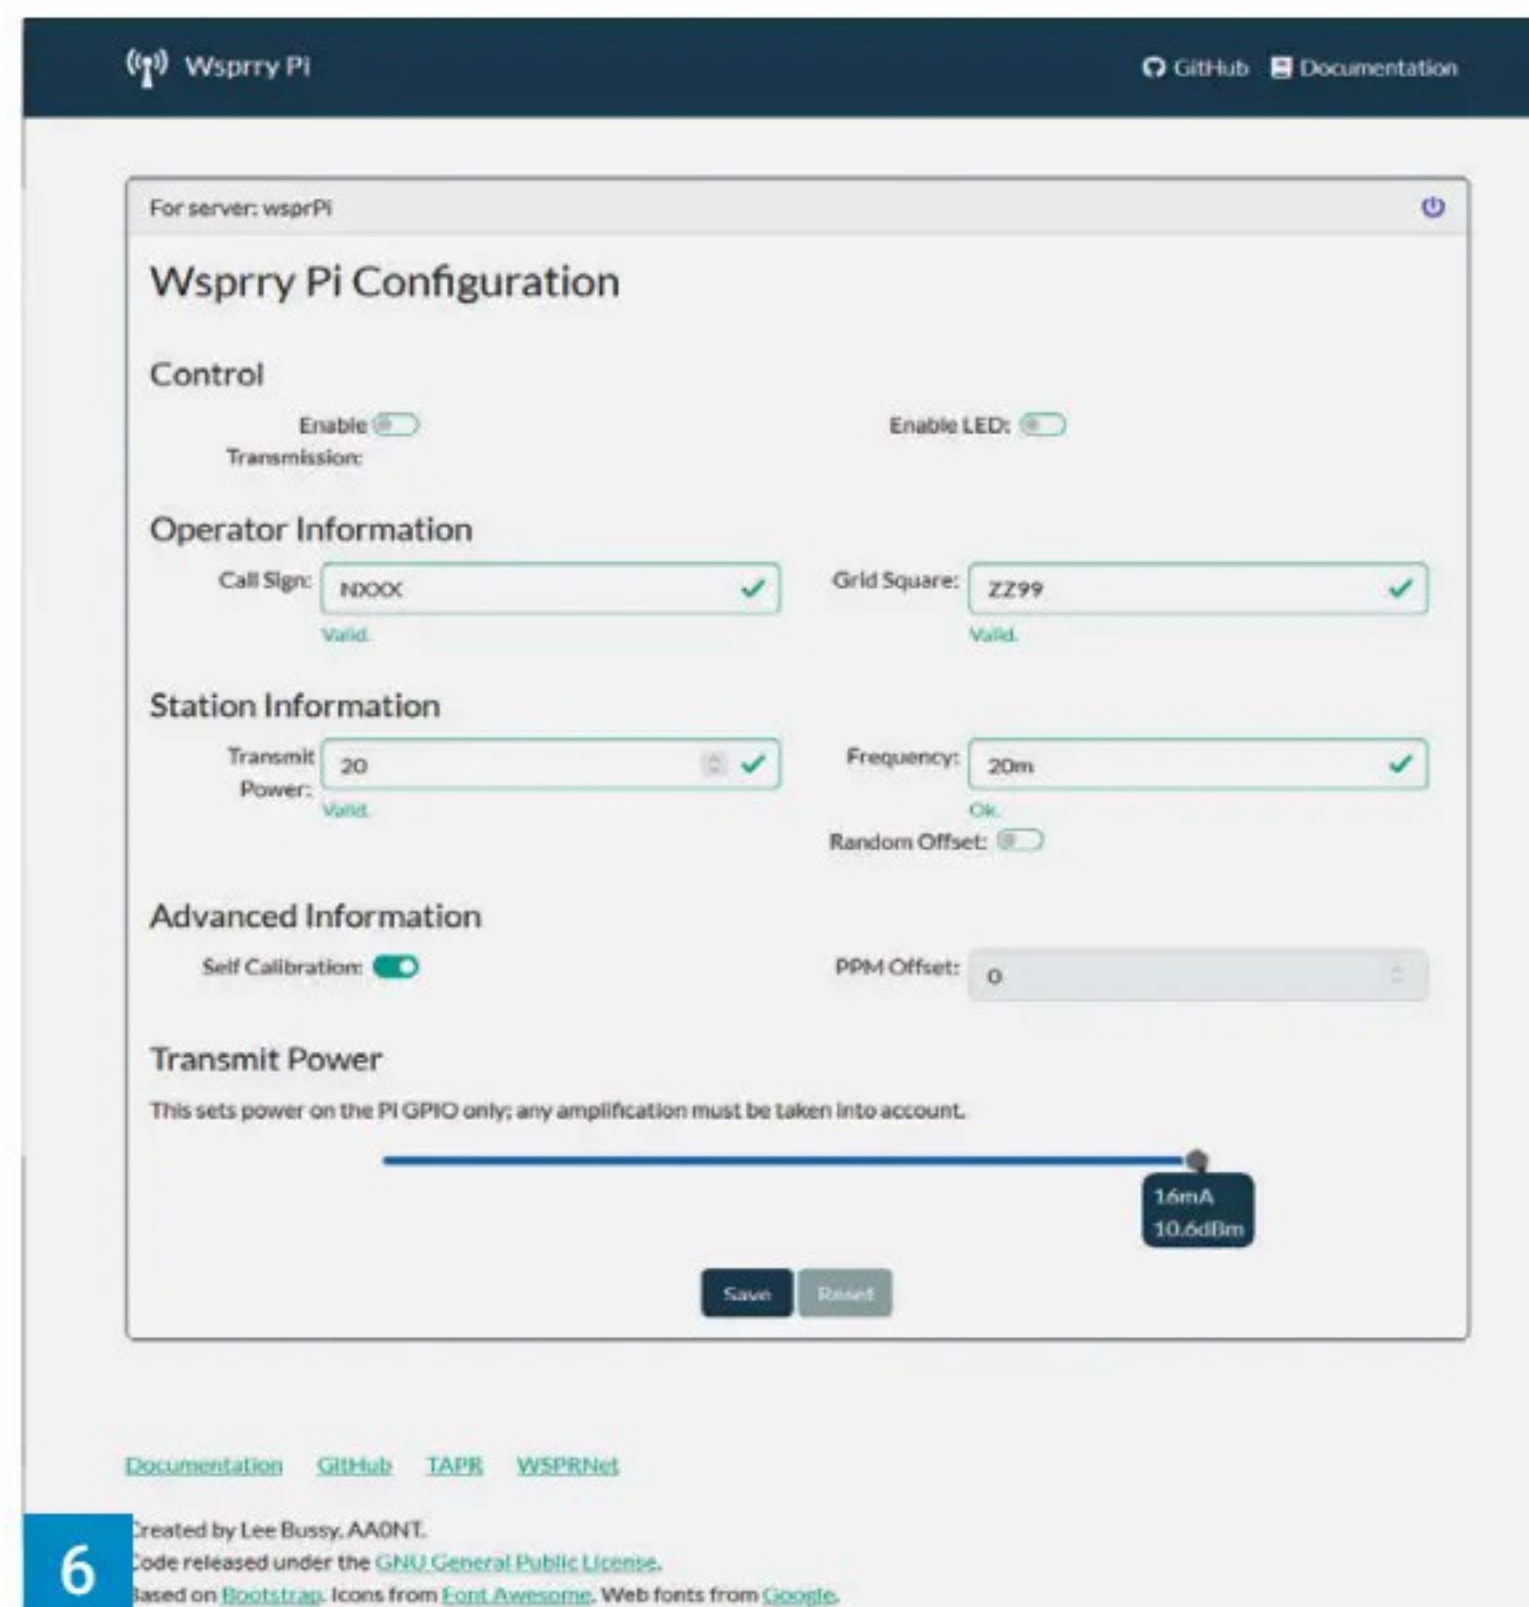 Wsprry Pi
GitHub Documentation
For server: wsprPi
Wsprry Pi Configuration
Control
Enable Transmission:
Enable LED:
Operator Information
Call Sign: NXXX
Valid.
Grid Square: ZZ99
Valid.
Station Information
Transmit Power: 20
Valid.
Frequency: 20m
Ok.
Random Offset:
Advanced Information
Self Calibration:
PPM Offset: 0
Transmit Power
This sets power on the Pi GPIO only; any amplification must be taken into account.
16mA
10.6dBm
Save Reset
Documentation GitHub TAPR WSPRNet
Created by Lee Bussy, AA0NT.
Code released under the GNU General Public License.
Based on Bootstrap. Icons from Font Awesome. Web fonts from Google.
6